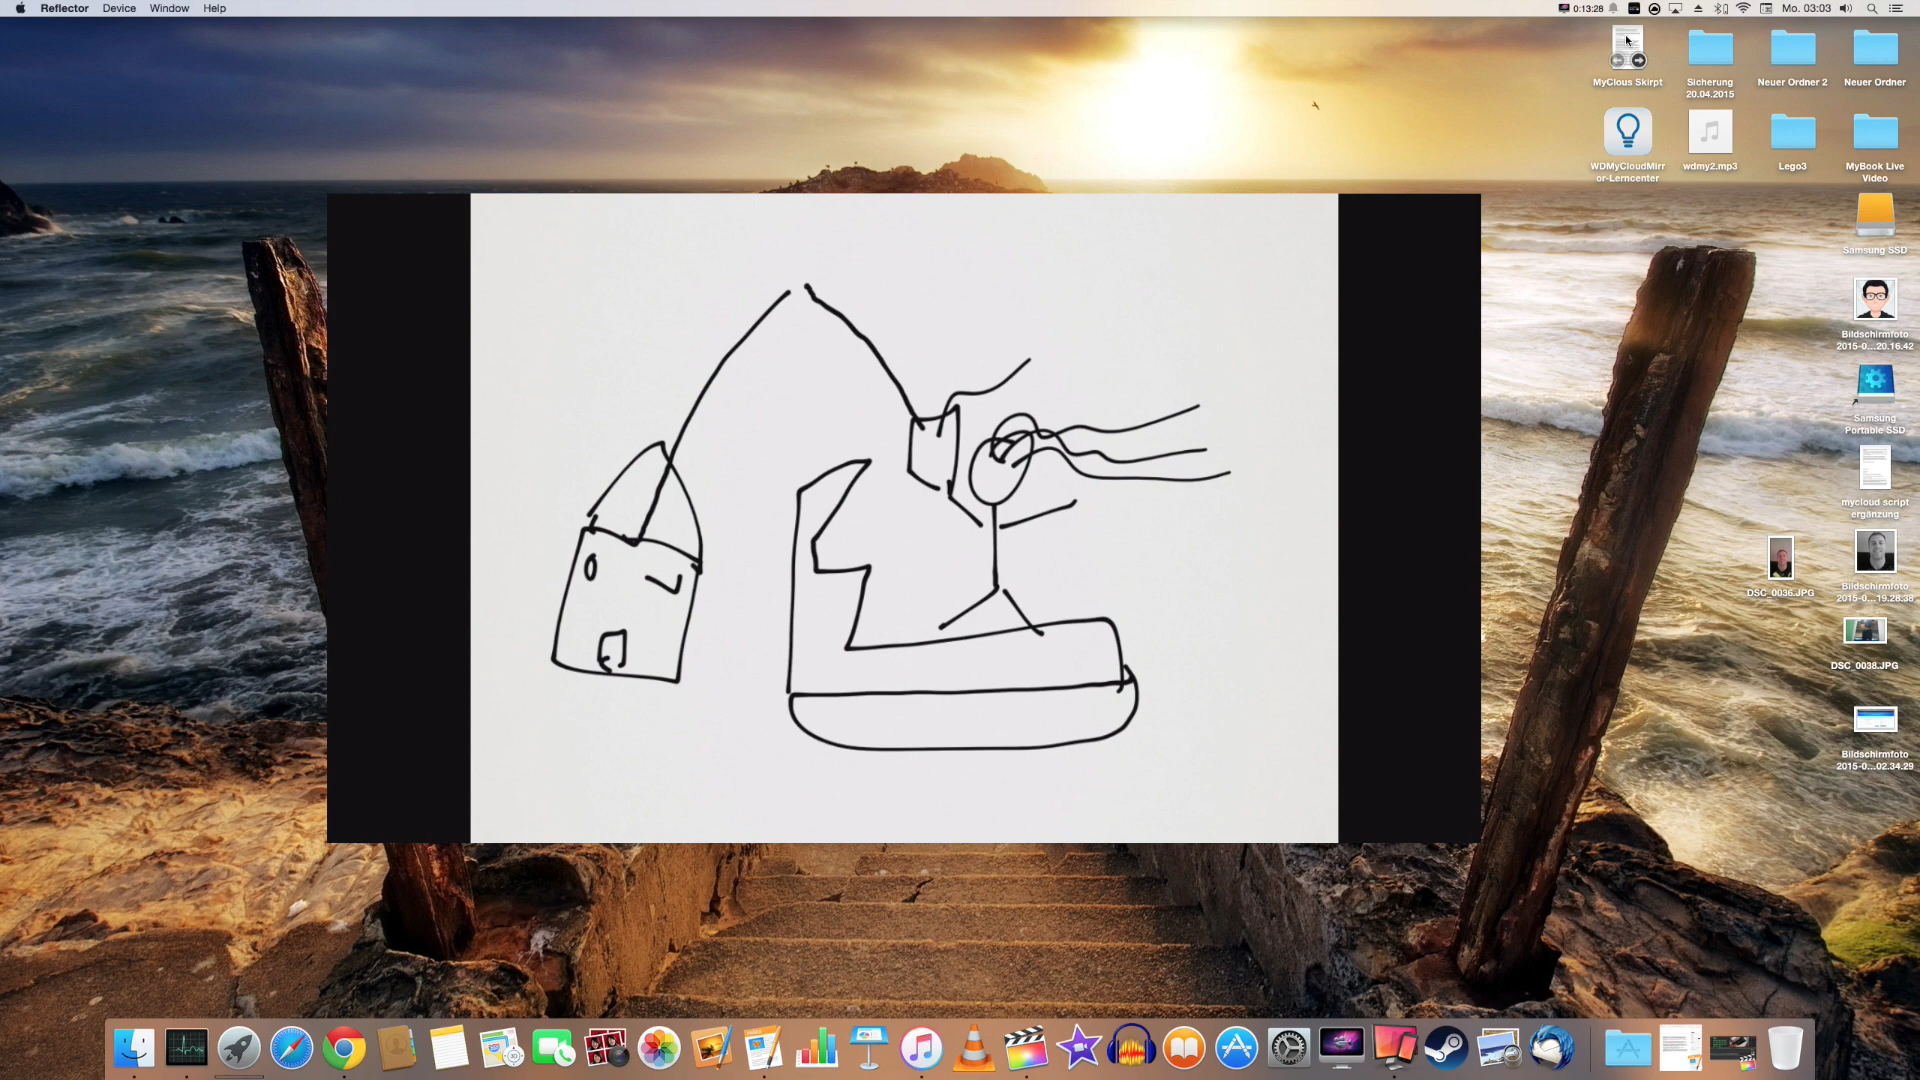 Reflector Device Window Help
0:13:28 Mo. 03:03
MyClous Skirpt
Sicherung
20.04.2015
Neuer Ordner 2
Neuer Ordner
WDMyCloudMirr
or-Lerncenter
wdmy2.mp3
Lego3
MyBook Live
Video
Samsung SSD
Bildschirmfoto
2015-0...20.16.42
Samsung
Portable SSD
mycloud script
ergänzung
DSC_0036.JPG
Bildschirmfoto
2015-0...19.28.38
DSC_0038.JPG
Bildschirmfoto
2015-0...02.34.29